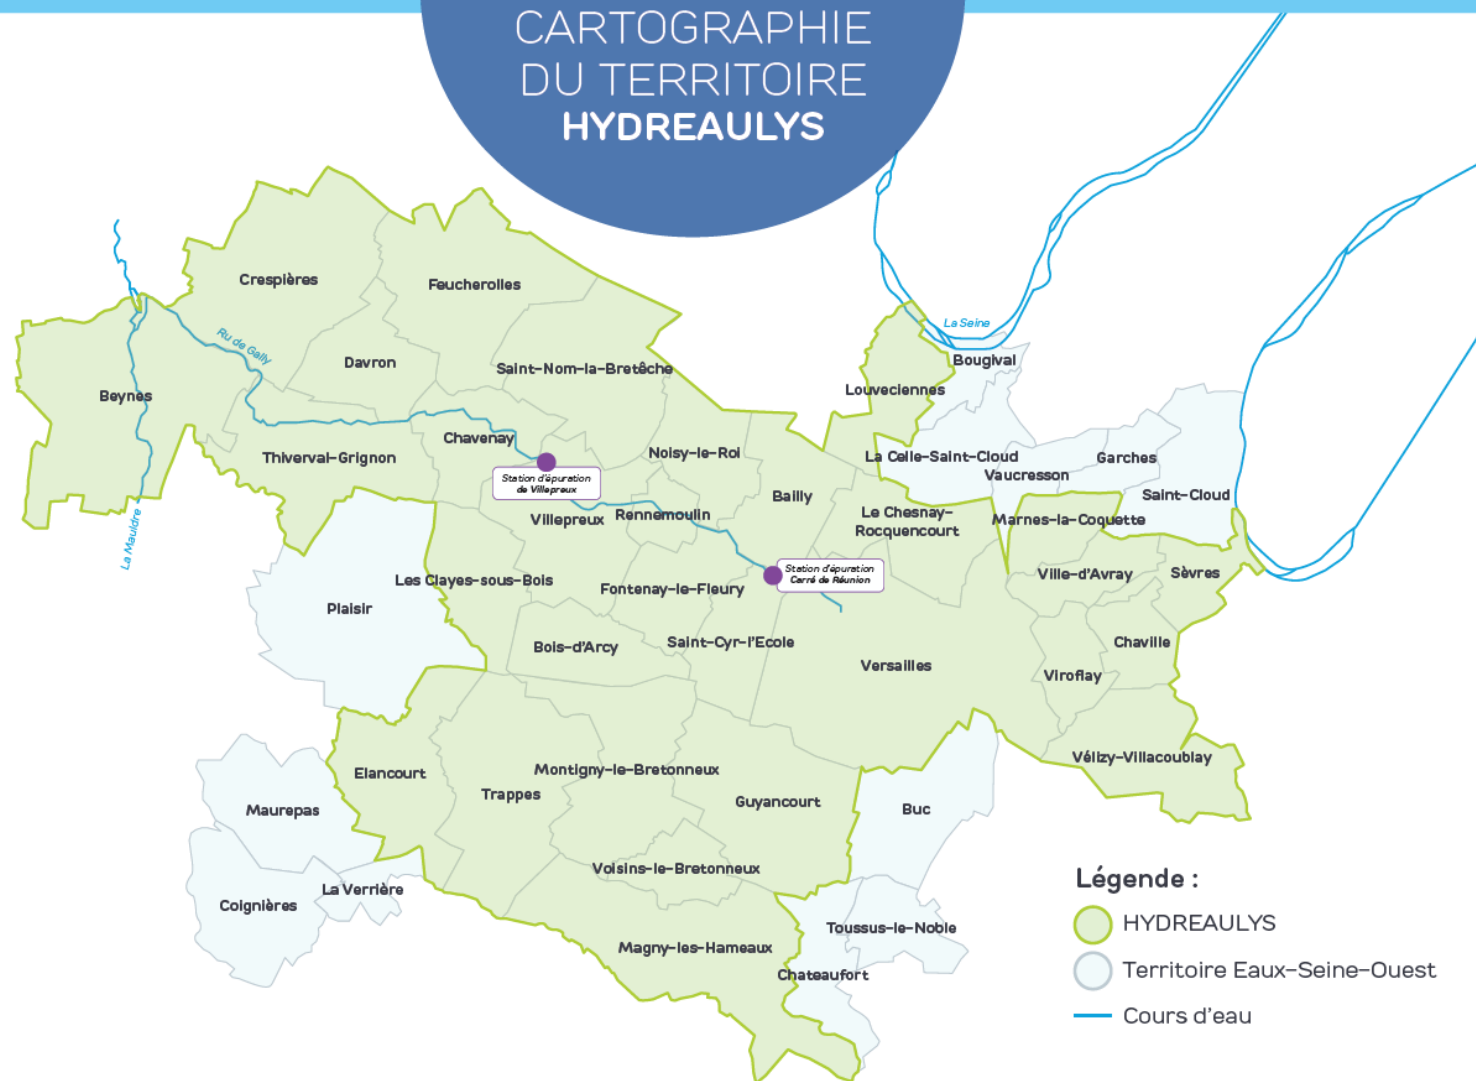 CARTOGRAPHIE
DU TERRITOIRE
HYDREAULYS
Crespières
Feucherolles
La Seine
Ru de Gally
Bougival
Davron
Saint-Nom-la-Bretêche
Louveciennes
Beynes
Chavenay
Noisy-le-Roi
La Celle-Saint-Cloud
Garches
Thiverval-Grignon
Vaucresson
Station d'épuration
de Villepreux
Bailly
Saint-Cloud
Villepreux
Rennemoulin
Le Chesnay-
Rocquencourt
Marnes-la-Coquette
La Mauldre
Station d'épuration
Carré de Réunion
Les Clayes-sous-Bois
Fontenay-le-Fleury
Ville-d'Avray
Sèvres
Plaisir
Bois-d'Arcy
Saint-Cyr-l'Ecole
Chaville
Versailles
Viroflay
Elancourt
Montigny-le-Bretonneux
Vélizy-Villacoublay
Trappes
Guyancourt
Maurepas
Buc
Voisins-le-Bretonneux
La Verrière
Coignières
Toussus-le-Noble
Magny-les-Hameaux
Chateaufort
Légende :
HYDREAULYS
Territoire Eaux-Seine-Ouest
Cours d'eau